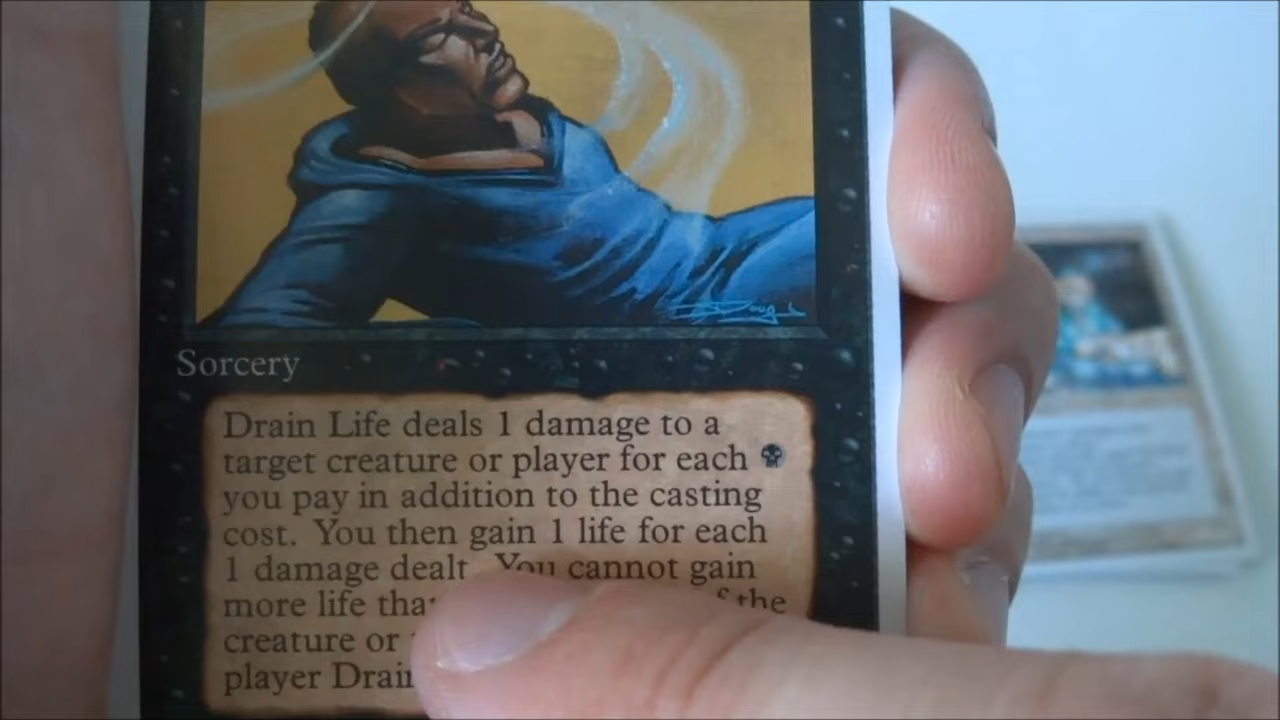 Sorcery
Drain Life deals 1 damage to a
target creature or player for each
you pay in addition to the casting
cost. You then gain 1 life for each
1 damage dealt. You cannot gain
more life the
creature or
player Drain